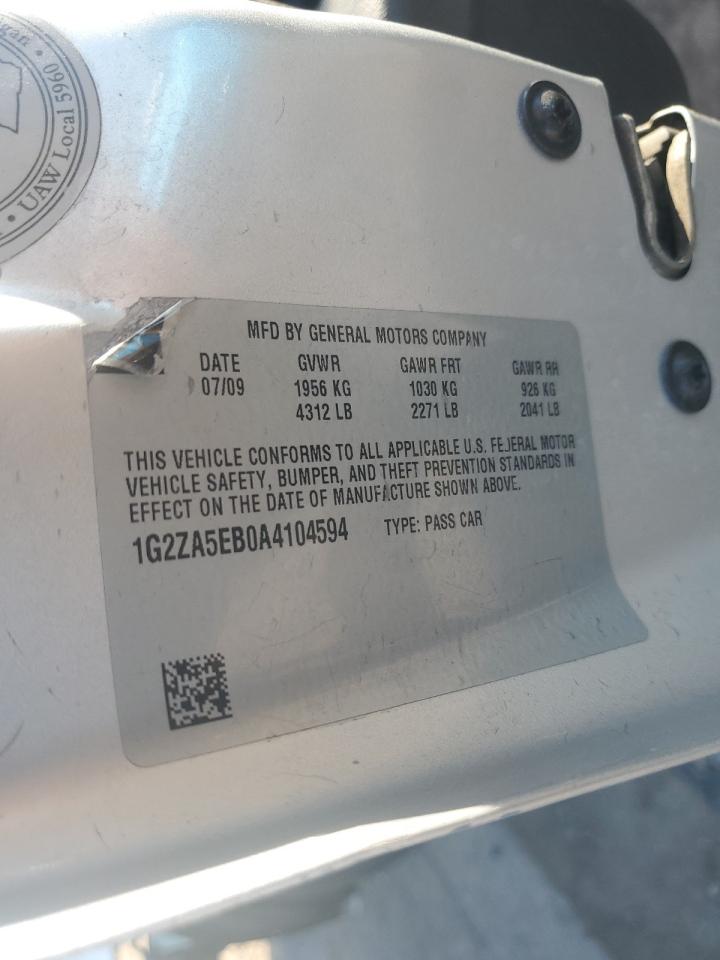 gan •
• UAW Local 5960
MFD BY GENERAL MOTORS COMPANY
DATE GVWR GAWR FRT GAWR RR
07/09 1956 KG 1030 KG 926 KG
4312 LB 2271 LB 2041 LB
THIS VEHICLE CONFORMS TO ALL APPLICABLE U.S. FEDERAL MOTOR
VEHICLE SAFETY, BUMPER, AND THEFT PREVENTION STANDARDS IN
EFFECT ON THE DATE OF MANUFACTURE SHOWN ABOVE.
1G2ZA5EB0A4104594 TYPE: PASS CAR